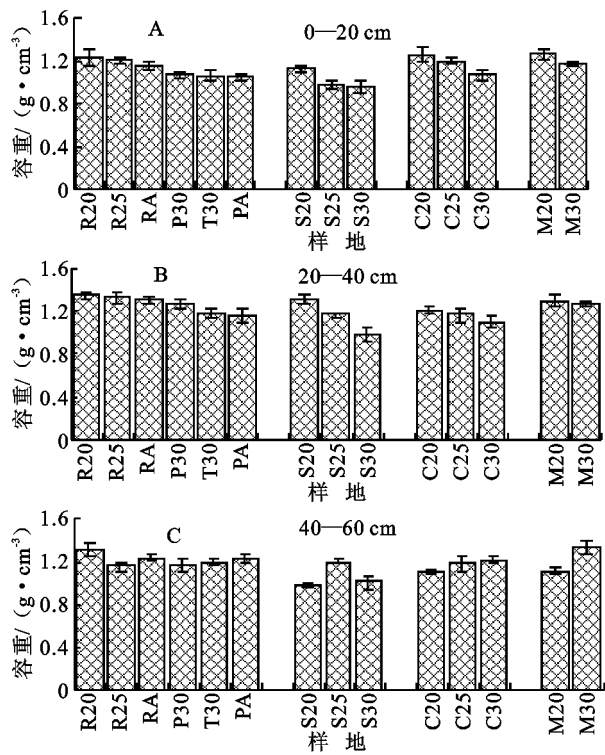 A
0—20 cm
容重/(g·cm⁻³)
1.6
1.2
0.8
0.4
0
R20 R25 RA P30 T30 PA S20 S25 S30 C20 C25 C30 M20 M30
样 地
B
20—40 cm
容重/(g·cm⁻³)
1.6
1.2
0.8
0.4
0
R20 R25 RA P30 T30 PA S20 S25 S30 C20 C25 C30 M20 M30
样 地
C
40—60 cm
容重/(g·cm⁻³)
1.6
1.2
0.8
0.4
0
R20 R25 RA P30 T30 PA S20 S25 S30 C20 C25 C30 M20 M30
样 地